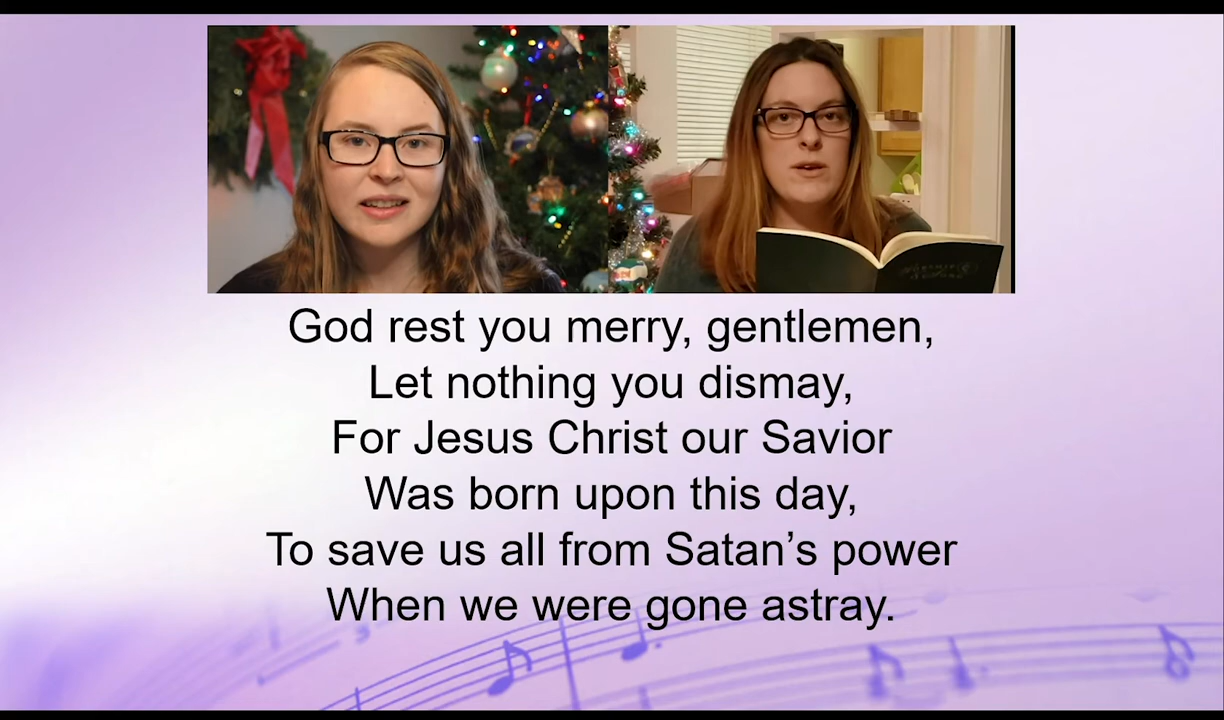 God rest you merry, gentlemen,
Let nothing you dismay,
For Jesus Christ our Savior
Was born upon this day,
To save us all from Satan’s power
When we were gone astray.